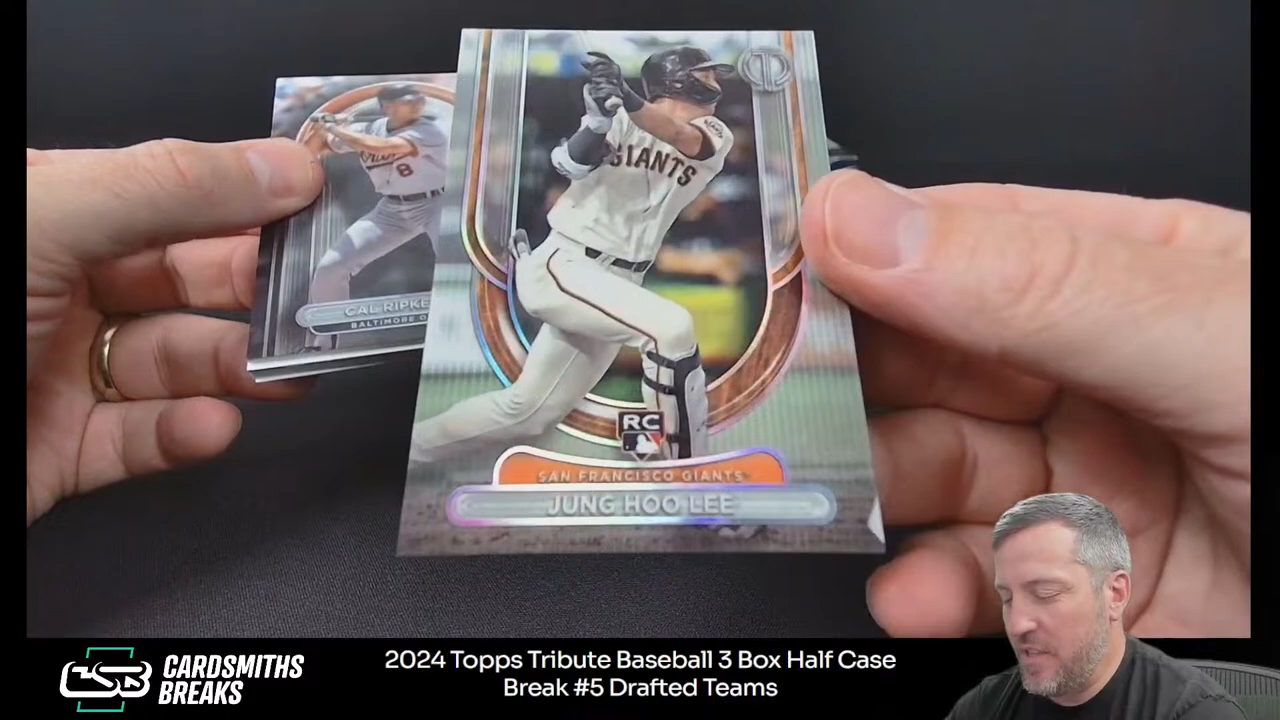 8
CAL RIPKE
BALTIMORE O
GIANTS
RC
SAN FRANCISCO GIANTS
JUNG HOO LEE
CSB
CARDSMITHS
BREAKS
2024 Topps Tribute Baseball 3 Box Half Case
Break #5 Drafted Teams